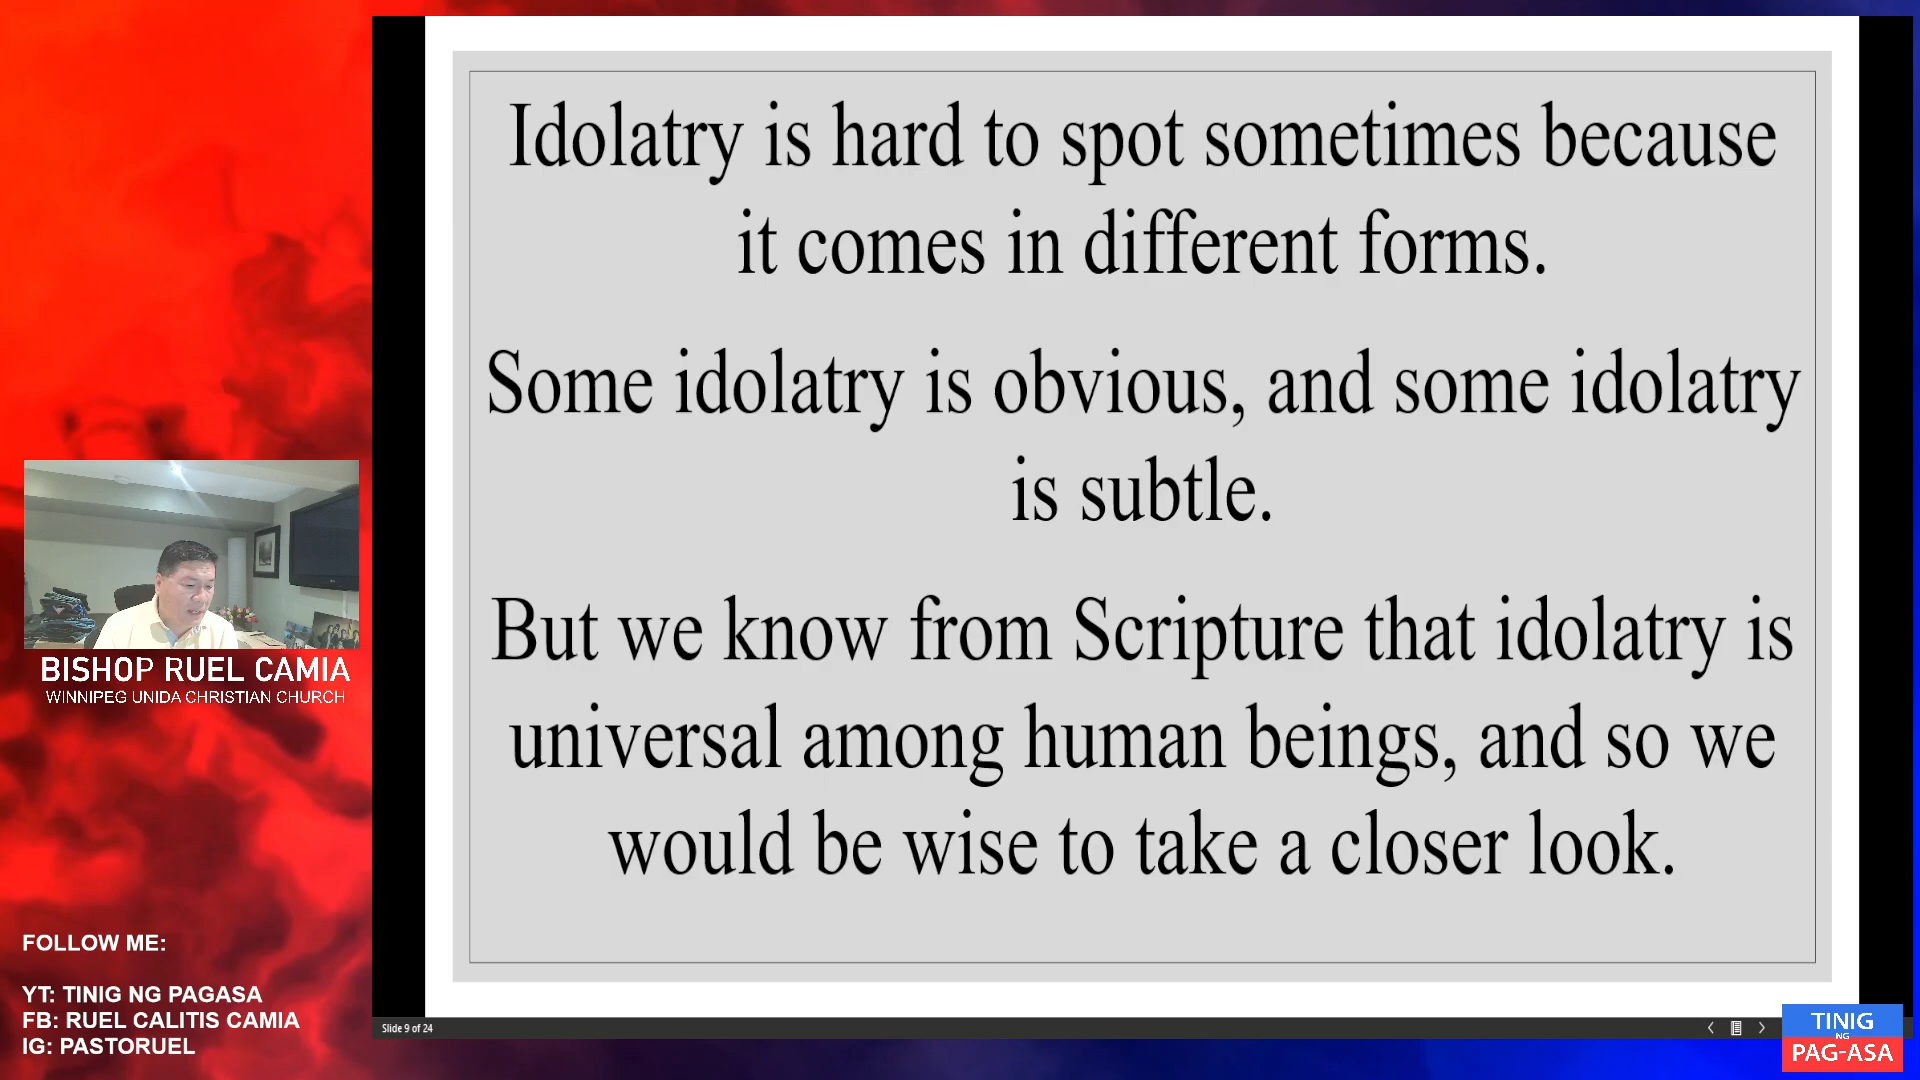 Idolatry is hard to spot sometimes because
it comes in different forms.
Some idolatry is obvious, and some idolatry
is subtle.
But we know from Scripture that idolatry is
universal among human beings, and so we
would be wise to take a closer look.
BISHOP RUEL CAMIA
WINNIPEG UNIDA CHRISTIAN CHURCH
FOLLOW ME:
YT: TINIG NG PAGASA
FB: RUEL CALITIS CAMIA
IG: PASTORUEL
Slide 9 of 24
TINIG
NG
PAG-ASA